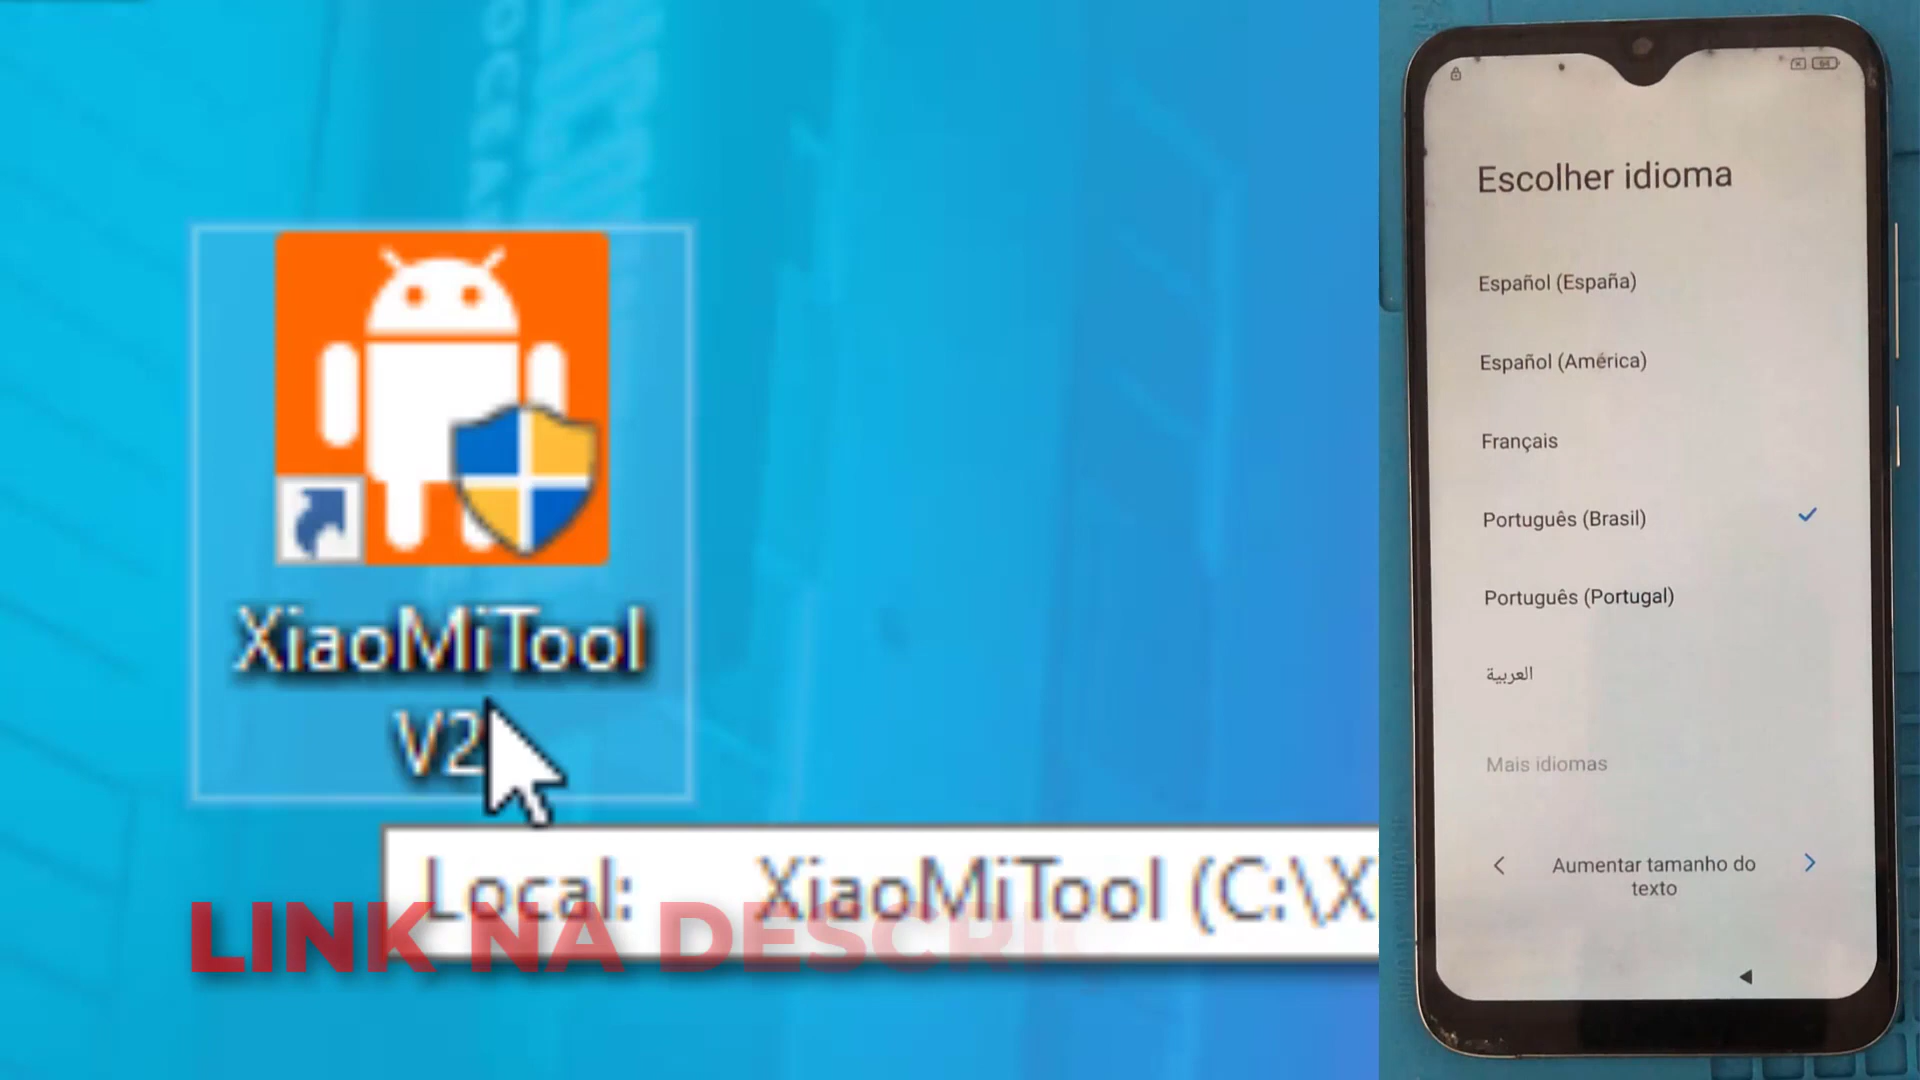 XiaoMiTool
V2
Local: XiaoMiTool (C:\X
LINK NA DESCRI
Escolher idioma
Español (España)
Español (América)
Français
Português (Brasil)
Português (Portugal)
العربية
Mais idiomas
Aumentar tamanho do
texto